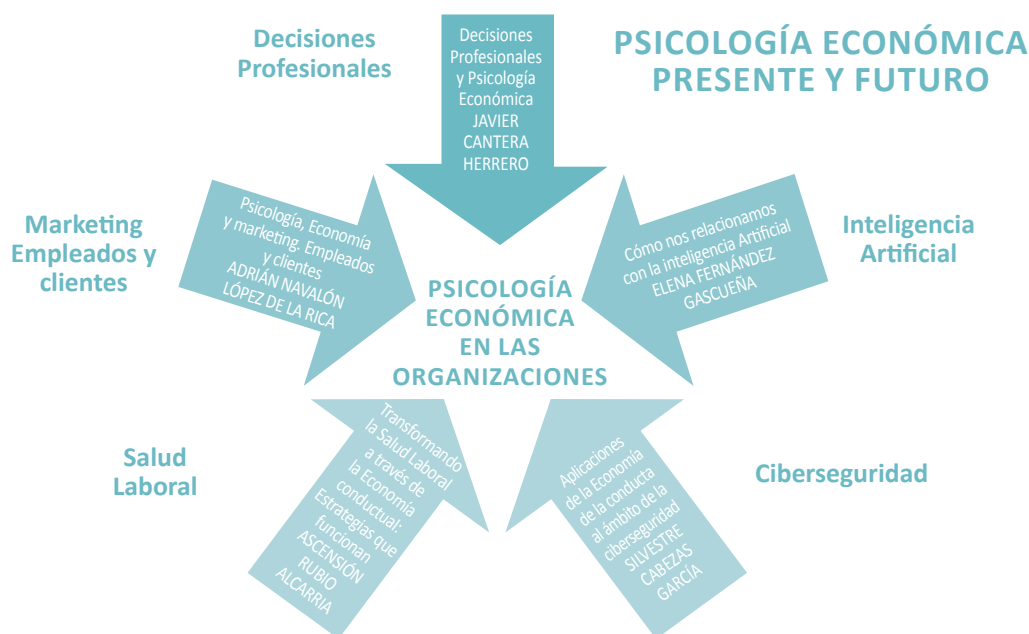 PSICOLOGÍA ECONÓMICA
PRESENTE Y FUTURO
Decisiones
Profesionales
Decisiones
Profesionales
y Psicología
Económica
JAVIER
CANTERA
HERRERO
Marketing
Empleados y
clientes
Psicología, Economía
y marketing. Empleados
y clientes
ADRIÁN NAVALÓN
LÓPEZ DE LA RICA
Cómo nos relacionamos
con la inteligencia Artificial
ELENA FERNÁNDEZ
GASCUEÑA
Inteligencia
Artificial
PSICOLOGÍA
ECONÓMICA
EN LAS
ORGANIZACIONES
Salud
Laboral
Transformando
la Salud Laboral
a través de
la Economía
conductual:
Estrategías que
funcionan
ASCENSIÓN
RUBIO
ALCARRIA
Aplicaciones
de la Economía
de la conducta
al ámbito de la
ciberseguridad
SILVESTRE
CABEZAS
GARCÍA
Ciberseguridad